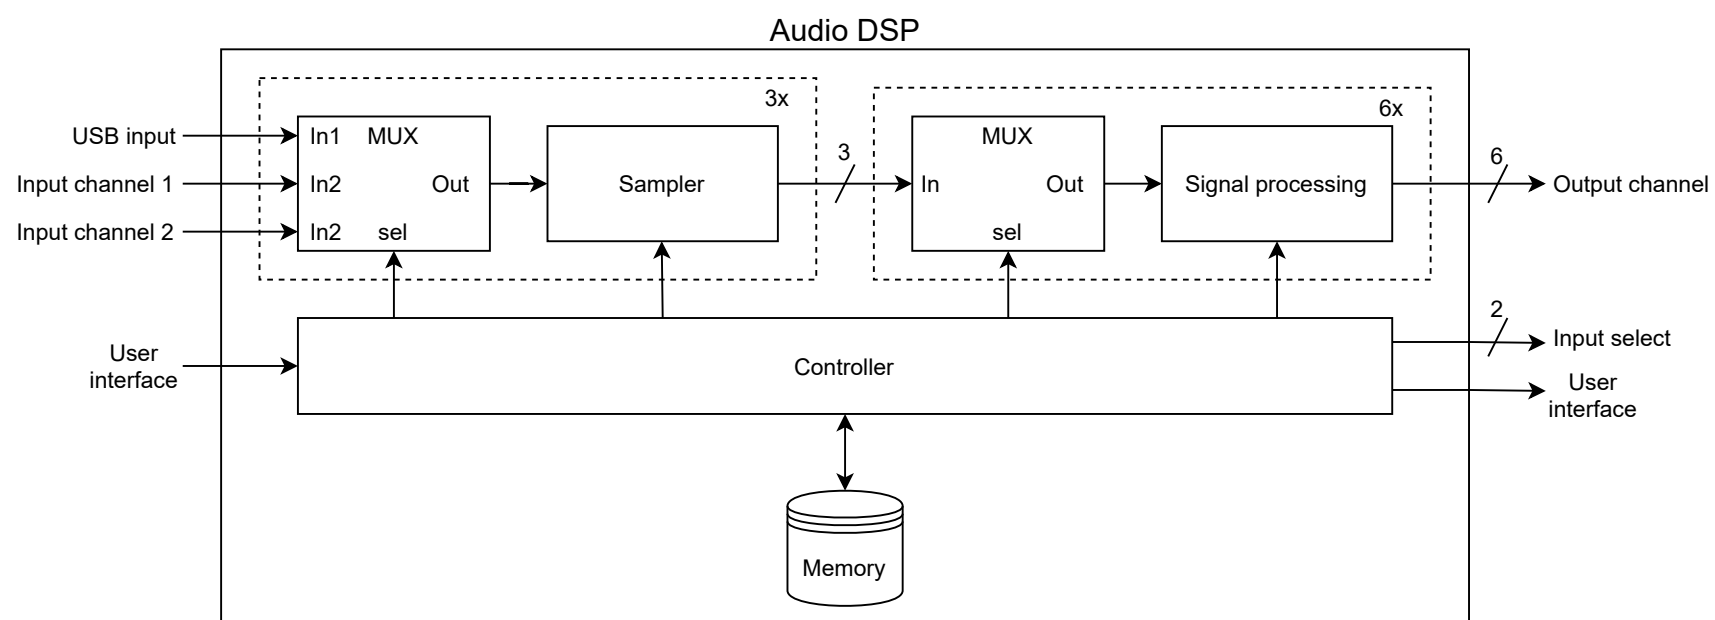 Audio DSP
3x
6x
USB input
In1 MUX
MUX
3
6
Input channel 1
In2
Out
Sampler
In
Out
Signal processing
Output channel
Input channel 2
In2
sel
sel
2
Input select
User
interface
Controller
User
interface
Memory